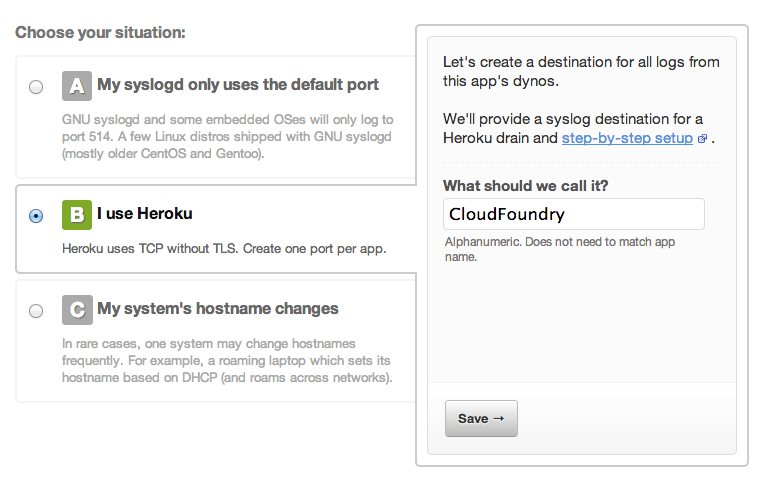 Choose your situation:
A My syslogd only uses the default port
GNU syslogd and some embedded OSes will only log to
port 514. A few Linux distros shipped with GNU syslogd
(mostly older CentOS and Gentoo).
B I use Heroku
Heroku uses TCP without TLS. Create one port per app.
C My system's hostname changes
In rare cases, one system may change hostnames
frequently. For example, a roaming laptop which sets its
hostname based on DHCP (and roams across networks).
Let's create a destination for all logs from
this app's dynos.
We'll provide a syslog destination for a
Heroku drain and step-by-step setup .
What should we call it?
CloudFoundry
Alphanumeric. Does not need to match app
name.
Save →